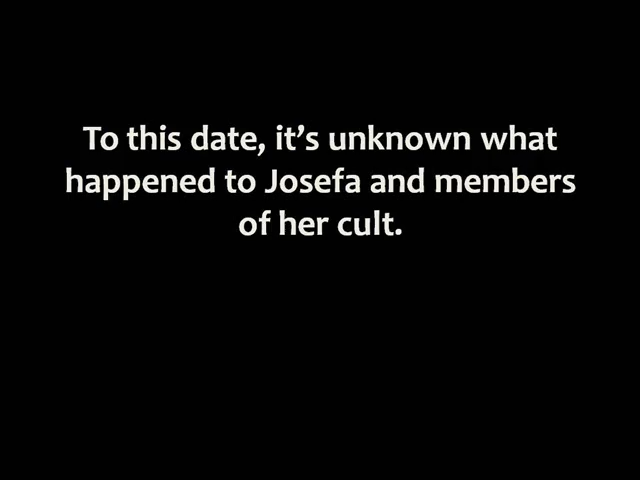 To this date, it’s unknown what
happened to Josefa and members
of her cult.